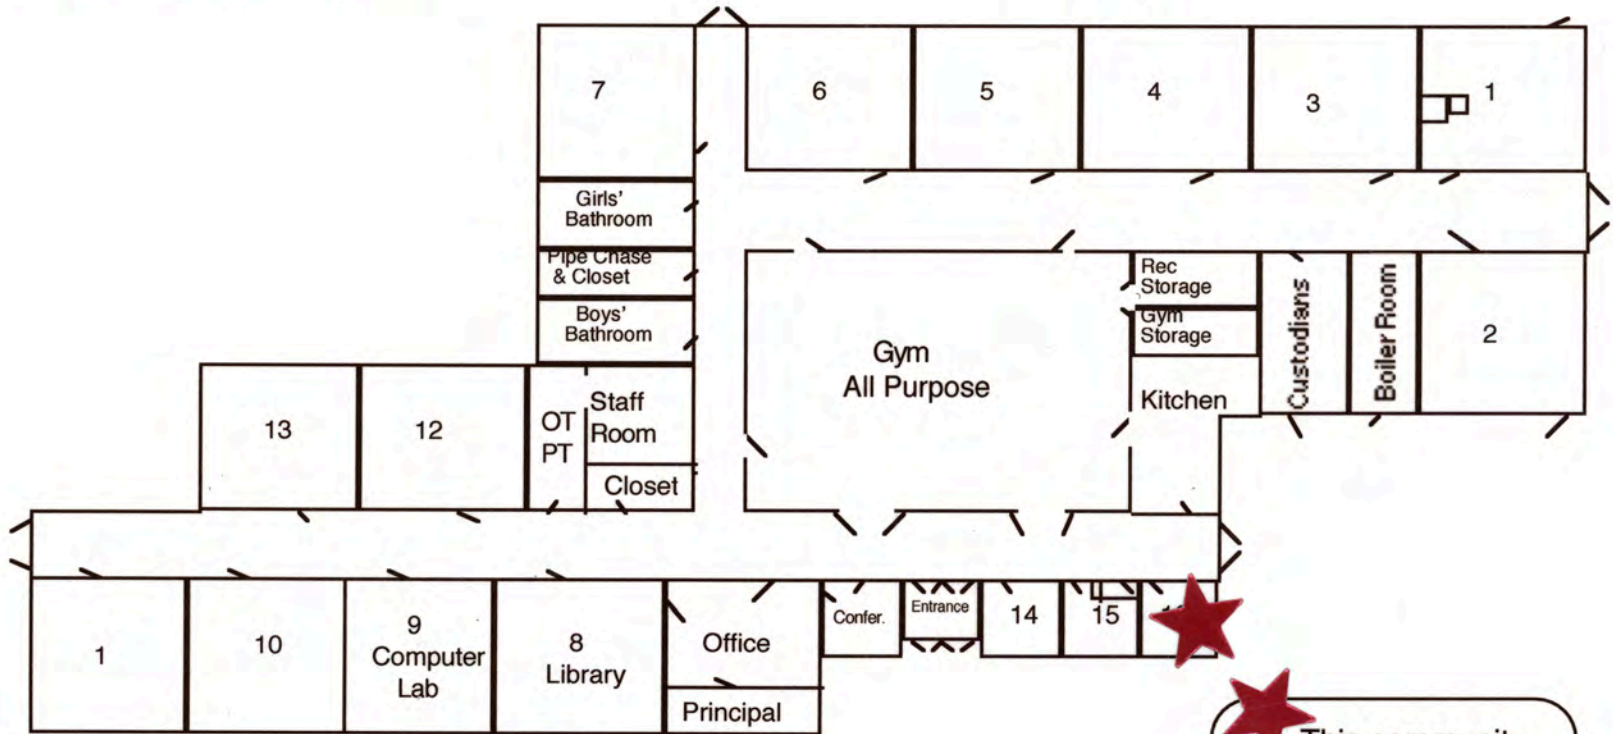 7
6
5
4
3
1
Girls'
Bathroom
Pipe Chase
& Closet
Boys'
Bathroom
Rec
Storage
Gym
Storage
Custodians
Boiler Room
2
Gym
All Purpose
Kitchen
13
12
OT
PT
Staff
Room
Closet
1
10
9
Computer
Lab
8
Library
Office
Principal
Confer.
Entrance
14
15
This community